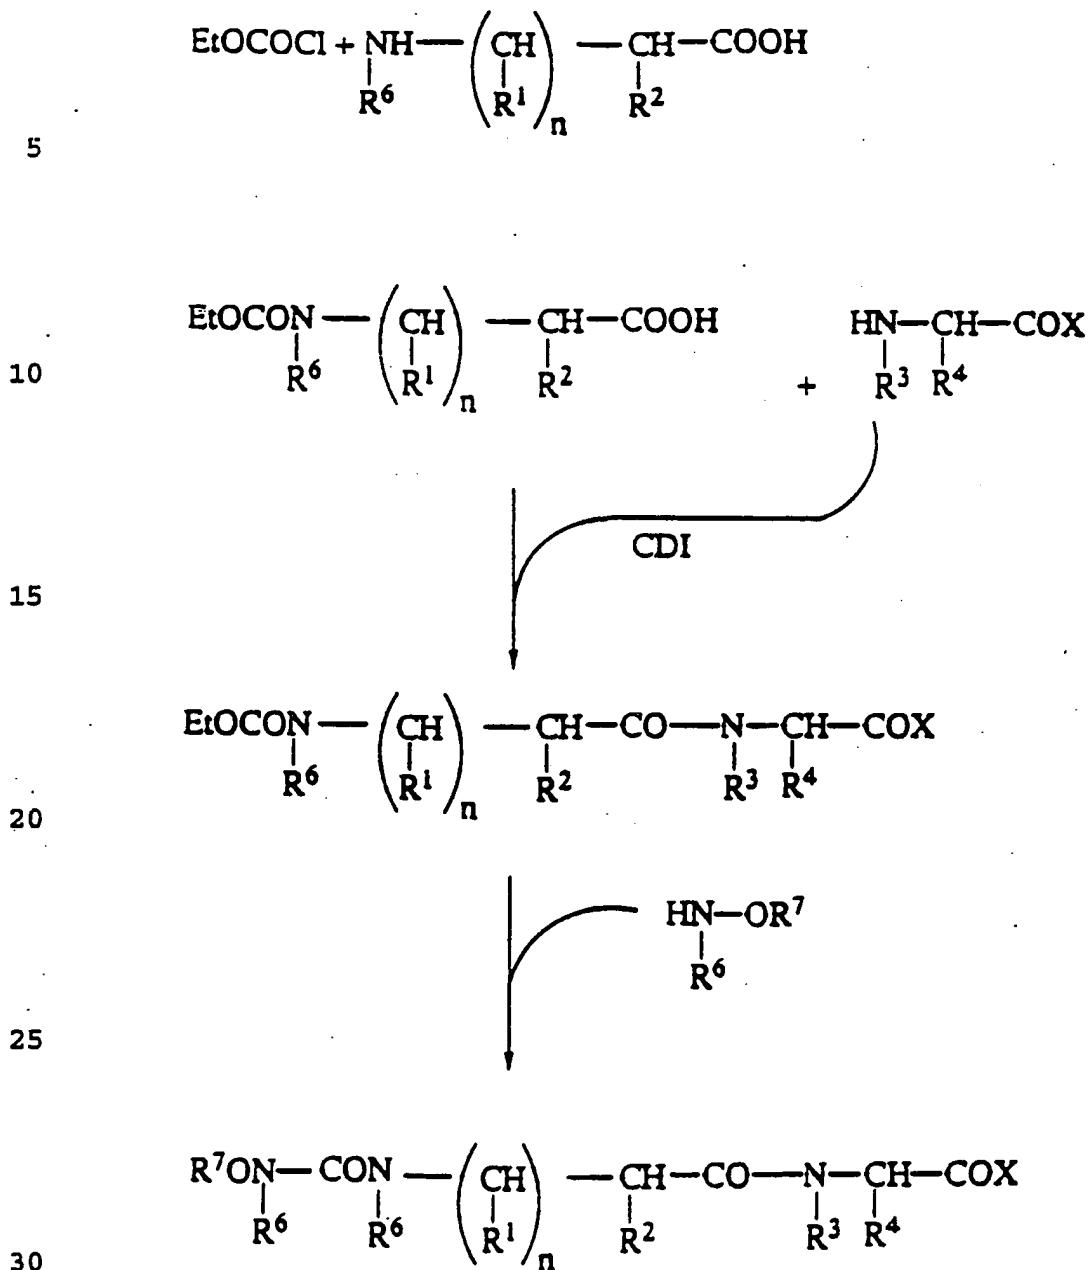 EtOCOCl + NH—(CH)n—CH—COOH
R⁶ R¹ R²
5
EtOCON—(CH)n—CH—COOH + HN—CH—COX
10
R⁶ R¹ R² R³ R⁴
CDI
15
EtOCON—(CH)n—CH—CO—N—CH—COX
R⁶ R¹ R² R³ R⁴
20
HN—OR⁷
R⁶
25
R⁷ON—CON—(CH)n—CH—CO—N—CH—COX
R⁶ R⁶ R¹ R² R³ R⁴
30